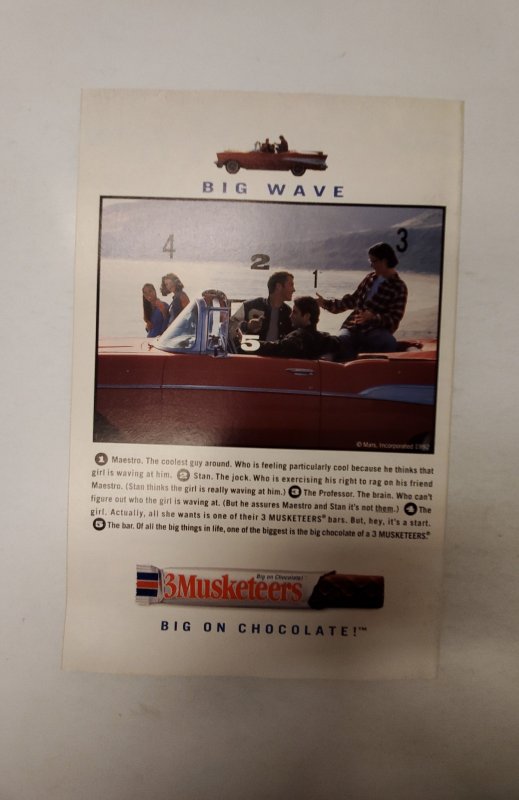 BIG WAVE
4
2
3
1
5
© Mars, Incorporated
1 Maestro. The coolest guy around. Who is feeling particularly cool because he thinks that
girl is waving at him. 2 Stan. The jock. Who is exercising his right to rag on his friend
Maestro. (Stan thinks the girl is really waving at him.) 3 The Professor. The brain. Who can't
figure out who the girl is waving at. (But he assures Maestro and Stan it's not them.) 4 The
girl. Actually, all she wants is one of their 3 MUSKETEERS® bars. But, hey, it's a start.
5 The bar. Of all the big things in life, one of the biggest is the big chocolate of a 3 MUSKETEERS.®
Big on Chocolate!
3Musketeers
BIG ON CHOCOLATE!™